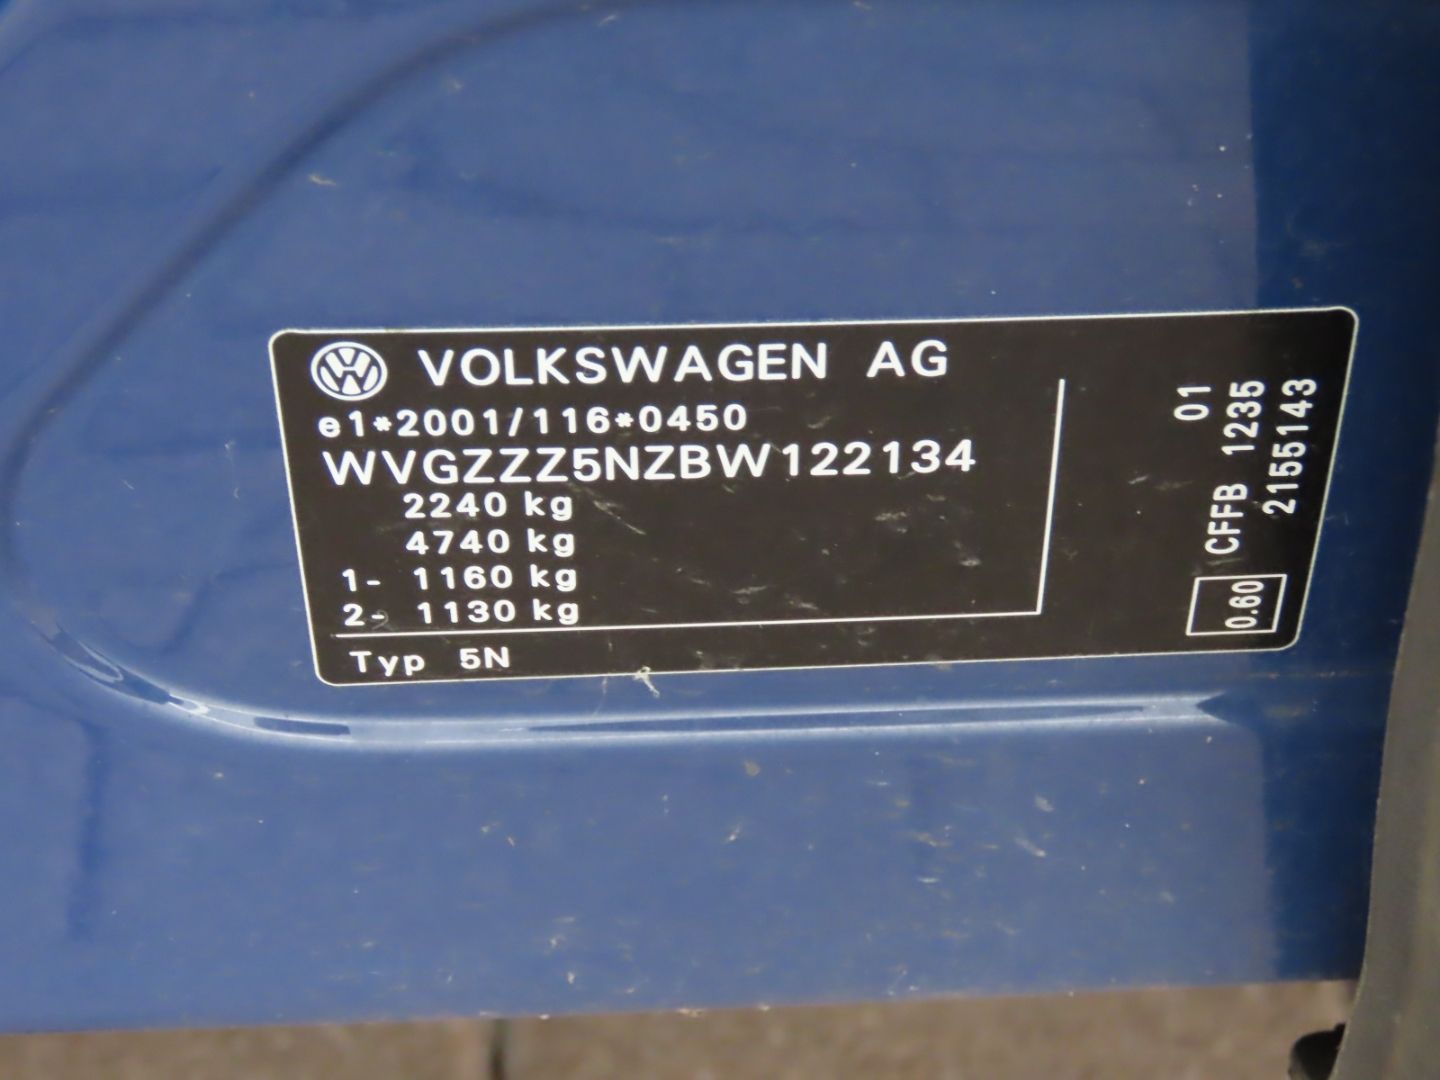 VOLKSWAGEN AG
e1*2001/116*0450
WVGZZZ5NZBW122134
2240 kg
4740 kg
1- 1160 kg
2- 1130 kg
Typ 5N
01
CFFB 1235
2155143
0.60